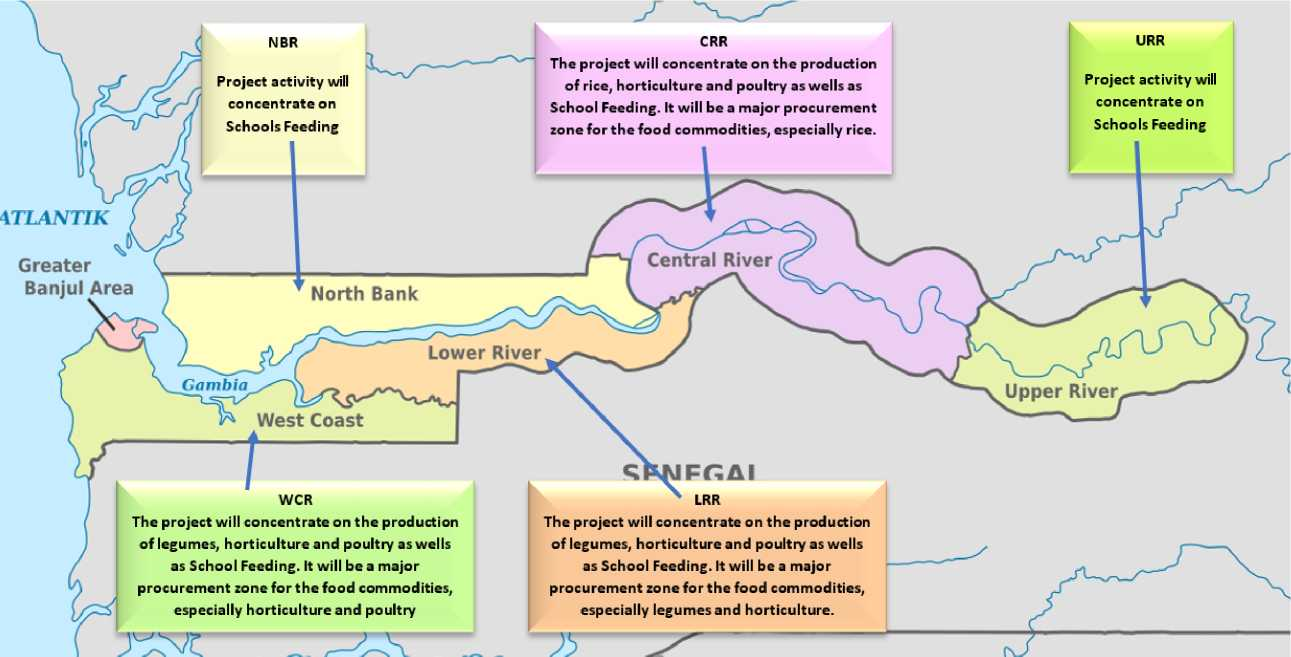 NBR
Project activity will
concentrate on
Schools Feeding
CRR
The project will concentrate on the production
of rice, horticulture and poultry as wells as
School Feeding. It will be a major procurement
zone for the food commodities, especially rice.
URR
Project activity will
concentrate on
Schools Feeding
ATLANTIK
Greater
Banjul Area
North Bank
Central River
Lower River
Gambia
West Coast
Upper River
SENEGAL
WCR
The project will concentrate on the production
of legumes, horticulture and poultry as wells
as School Feeding. It will be a major
procurement zone for the food commodities,
especially horticulture and poultry
LRR
The project will concentrate on the production
of legumes, horticulture and poultry as wells
as School Feeding. It will be a major
procurement zone for the food commodities,
especially legumes and horticulture.